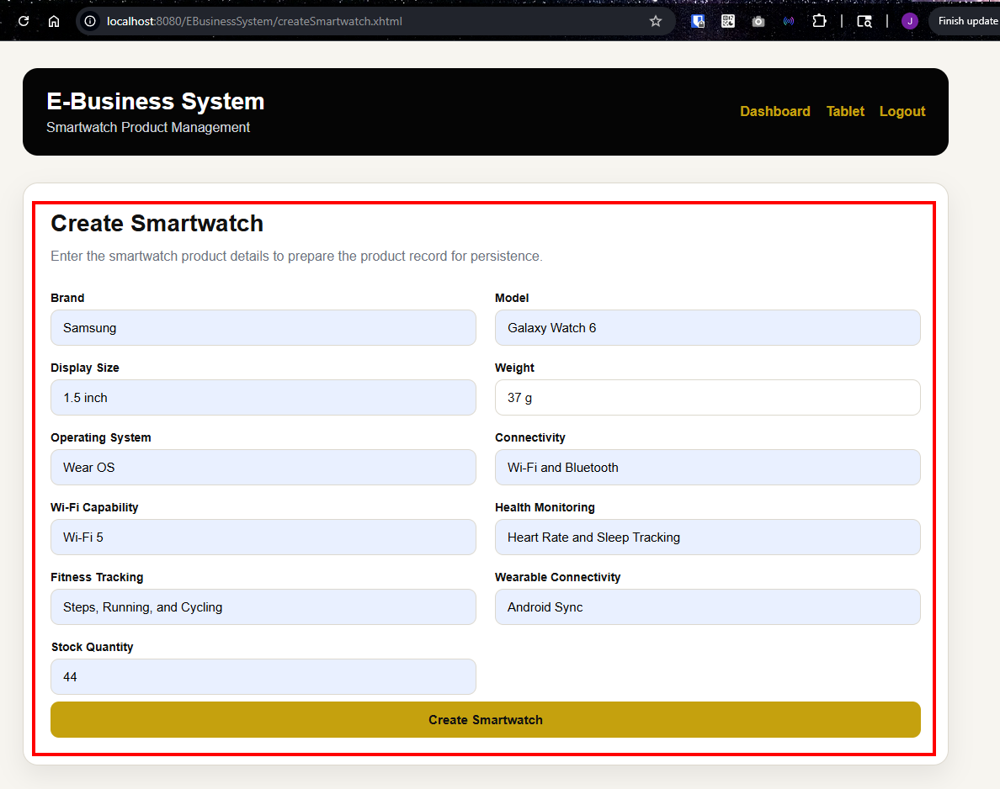 localhost:8080/EBusinessSystem/createSmartwatch.xhtml
J
Finish update
E-Business System
Smartwatch Product Management
Dashboard Tablet Logout
Create Smartwatch
Enter the smartwatch product details to prepare the product record for persistence.
Brand Model
Samsung Galaxy Watch 6
Display Size Weight
1.5 inch 37 g
Operating System Connectivity
Wear OS Wi-Fi and Bluetooth
Wi-Fi Capability Health Monitoring
Wi-Fi 5 Heart Rate and Sleep Tracking
Fitness Tracking Wearable Connectivity
Steps, Running, and Cycling Android Sync
Stock Quantity
44
Create Smartwatch